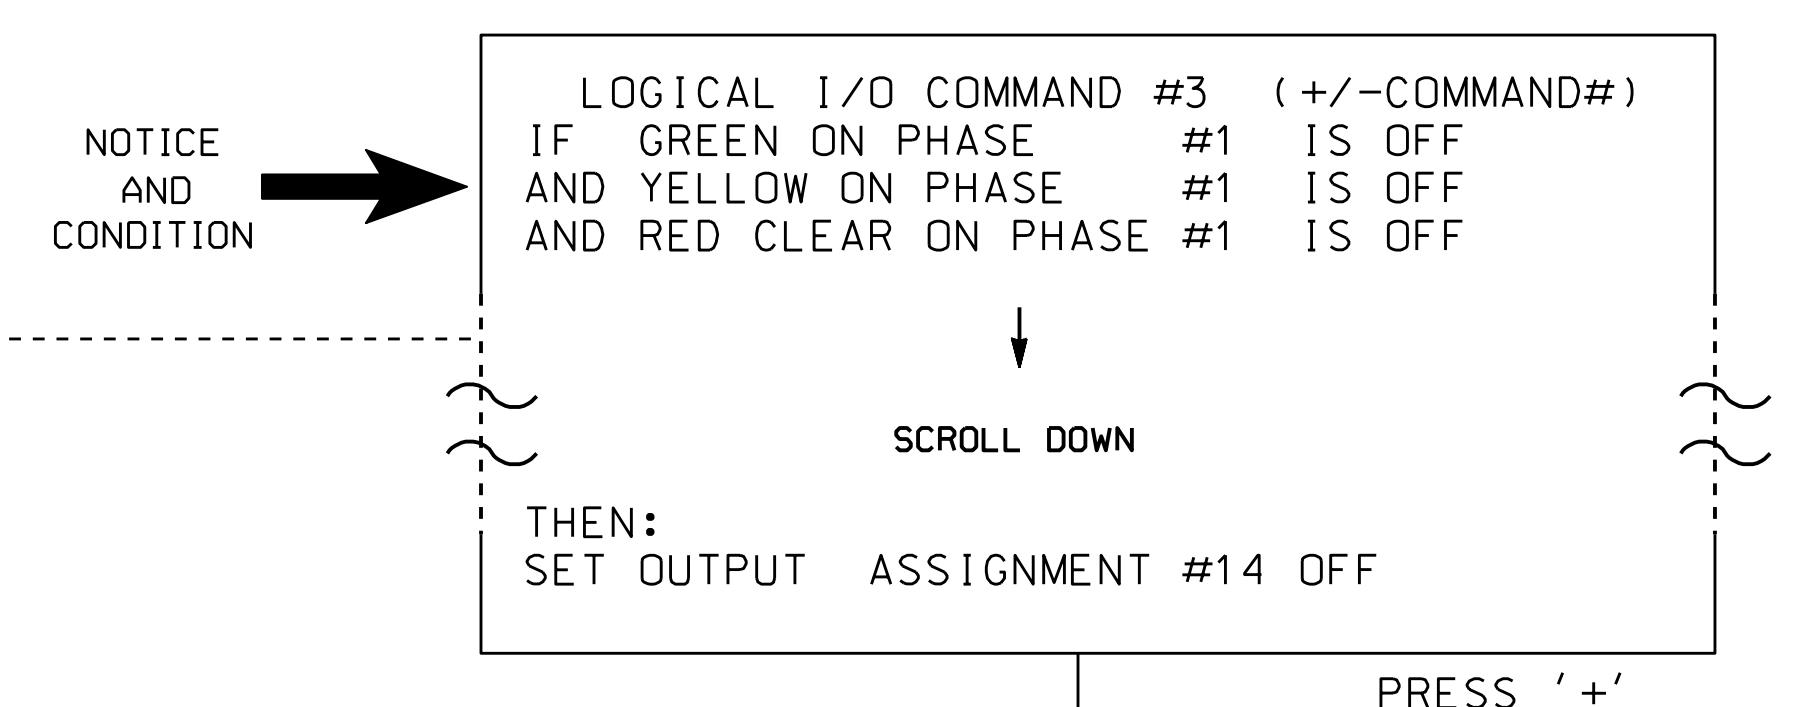 LOGICAL I/O COMMAND #3 (+/-COMMAND#)
IF GREEN ON PHASE #1 IS OFF
AND YELLOW ON PHASE #1 IS OFF
AND RED CLEAR ON PHASE #1 IS OFF
NOTICE
AND
CONDITION
SCROLL DOWN
THEN:
SET OUTPUT ASSIGNMENT #14 OFF
PRESS '+'